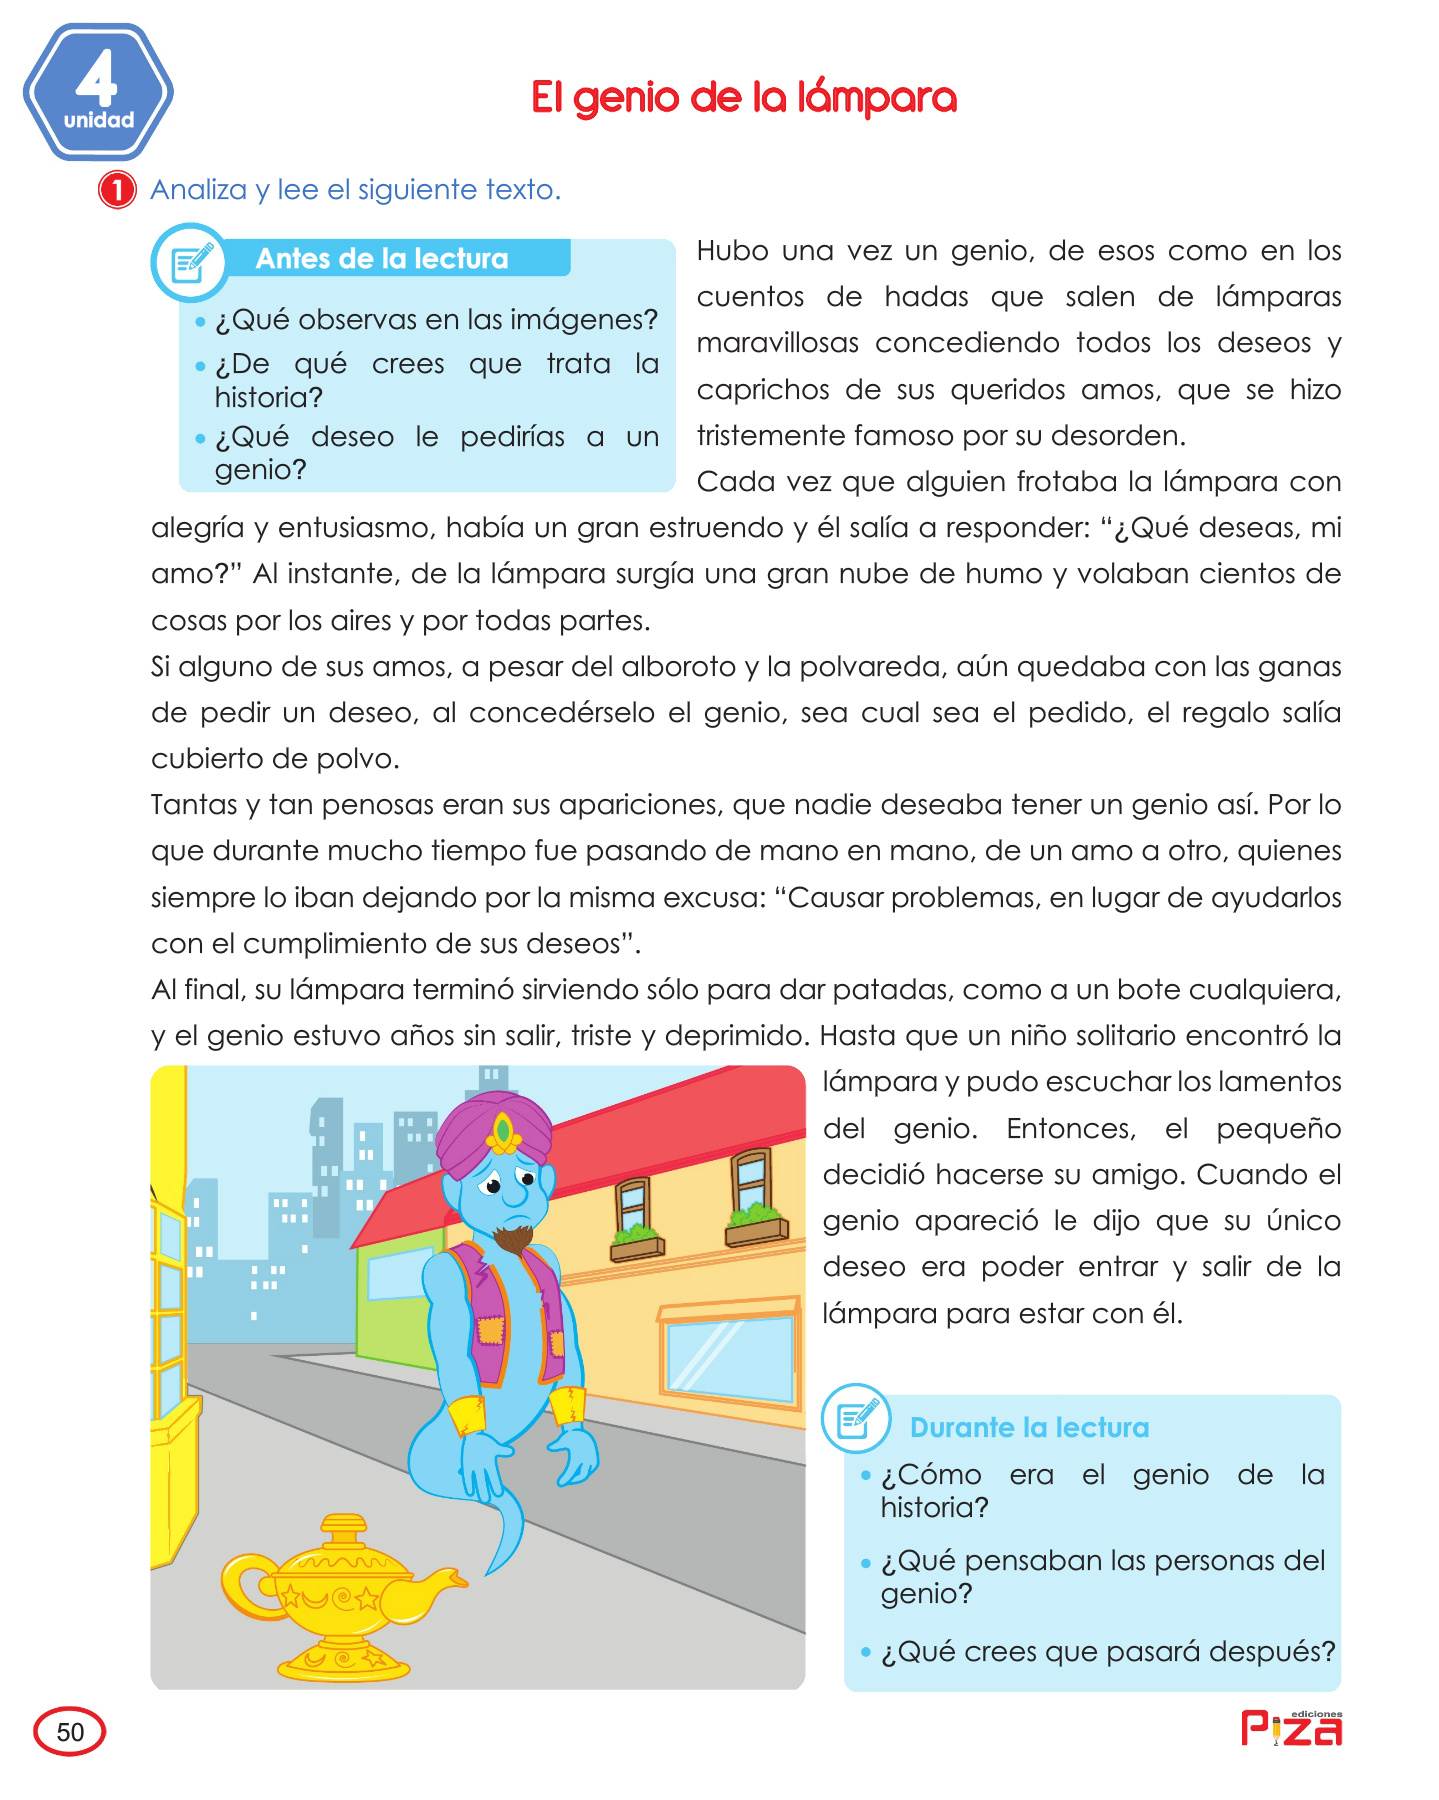 4
unidad
El genio de la lámpara
1 Analiza y lee el siguiente texto.
Antes de la lectura
• ¿Qué observas en las imágenes?
• ¿De qué crees que trata la
historia?
• ¿Qué deseo le pedirías a un
genio?
Hubo una vez un genio, de esos como en los
cuentos de hadas que salen de lámparas
maravillosas concediendo todos los deseos y
caprichos de sus queridos amos, que se hizo
tristemente famoso por su desorden.
Cada vez que alguien frotaba la lámpara con
alegría y entusiasmo, había un gran estruendo y él salía a responder: “¿Qué deseas, mi
amo?” Al instante, de la lámpara surgía una gran nube de humo y volaban cientos de
cosas por los aires y por todas partes.
Si alguno de sus amos, a pesar del alboroto y la polvareda, aún quedaba con las ganas
de pedir un deseo, al concedérselo el genio, sea cual sea el pedido, el regalo salía
cubierto de polvo.
Tantas y tan penosas eran sus apariciones, que nadie deseaba tener un genio así. Por lo
que durante mucho tiempo fue pasando de mano en mano, de un amo a otro, quienes
siempre lo iban dejando por la misma excusa: “Causar problemas, en lugar de ayudarlos
con el cumplimiento de sus deseos”.
Al final, su lámpara terminó sirviendo sólo para dar patadas, como a un bote cualquiera,
y el genio estuvo años sin salir, triste y deprimido. Hasta que un niño solitario encontró la
lámpara y pudo escuchar los lamentos
del genio. Entonces, el pequeño
decidió hacerse su amigo. Cuando el
genio apareció le dijo que su único
deseo era poder entrar y salir de la
lámpara para estar con él.
Durante la lectura
• ¿Cómo era el genio de la
historia?
• ¿Qué pensaban las personas del
genio?
• ¿Qué crees que pasará después?
50
ediciones
Piza